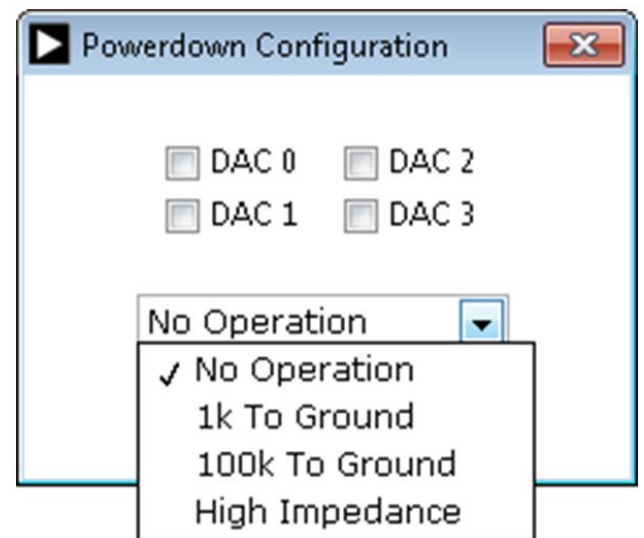 Powerdown Configuration
DAC 0 DAC 2
DAC 1 DAC 3
No Operation
No Operation
1k To Ground
100k To Ground
High Impedance